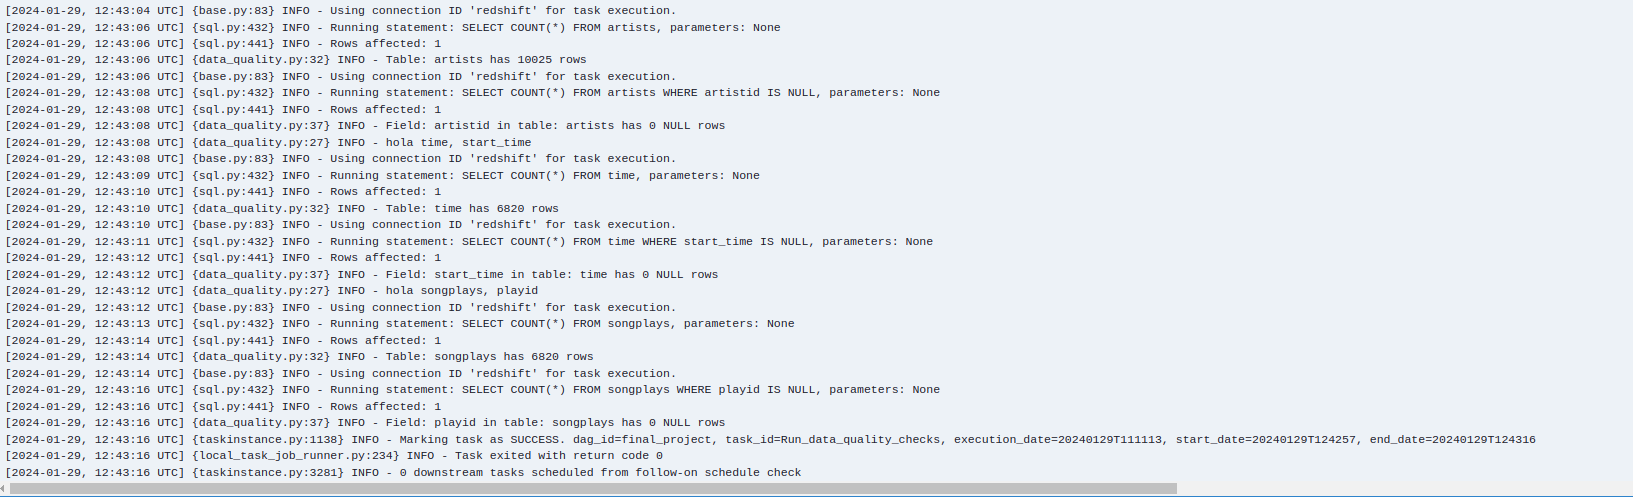 [2024-01-29, 12:43:04 UTC] {base.py:83} INFO - Using connection ID 'redshift' for task execution.
[2024-01-29, 12:43:06 UTC] {sql.py:432} INFO - Running statement: SELECT COUNT(*) FROM artists, parameters: None
[2024-01-29, 12:43:06 UTC] {sql.py:441} INFO - Rows affected: 1
[2024-01-29, 12:43:06 UTC] {data_quality.py:32} INFO - Table: artists has 10025 rows
[2024-01-29, 12:43:06 UTC] {base.py:83} INFO - Using connection ID 'redshift' for task execution.
[2024-01-29, 12:43:08 UTC] {sql.py:432} INFO - Running statement: SELECT COUNT(*) FROM artists WHERE artistid IS NULL, parameters: None
[2024-01-29, 12:43:08 UTC] {sql.py:441} INFO - Rows affected: 1
[2024-01-29, 12:43:08 UTC] {data_quality.py:37} INFO - Field: artistid in table: artists has 0 NULL rows
[2024-01-29, 12:43:08 UTC] {data_quality.py:27} INFO - hola time, start_time
[2024-01-29, 12:43:08 UTC] {base.py:83} INFO - Using connection ID 'redshift' for task execution.
[2024-01-29, 12:43:09 UTC] {sql.py:432} INFO - Running statement: SELECT COUNT(*) FROM time, parameters: None
[2024-01-29, 12:43:10 UTC] {sql.py:441} INFO - Rows affected: 1
[2024-01-29, 12:43:10 UTC] {data_quality.py:32} INFO - Table: time has 6820 rows
[2024-01-29, 12:43:10 UTC] {base.py:83} INFO - Using connection ID 'redshift' for task execution.
[2024-01-29, 12:43:11 UTC] {sql.py:432} INFO - Running statement: SELECT COUNT(*) FROM time WHERE start_time IS NULL, parameters: None
[2024-01-29, 12:43:12 UTC] {sql.py:441} INFO - Rows affected: 1
[2024-01-29, 12:43:12 UTC] {data_quality.py:37} INFO - Field: start_time in table: time has 0 NULL rows
[2024-01-29, 12:43:12 UTC] {data_quality.py:27} INFO - hola songplays, playid
[2024-01-29, 12:43:12 UTC] {base.py:83} INFO - Using connection ID 'redshift' for task execution.
[2024-01-29, 12:43:13 UTC] {sql.py:432} INFO - Running statement: SELECT COUNT(*) FROM songplays, parameters: None
[2024-01-29, 12:43:14 UTC] {sql.py:441} INFO - Rows affected: 1
[2024-01-29, 12:43:14 UTC] {data_quality.py:32} INFO - Table: songplays has 6820 rows
[2024-01-29, 12:43:14 UTC] {base.py:83} INFO - Using connection ID 'redshift' for task execution.
[2024-01-29, 12:43:16 UTC] {sql.py:432} INFO - Running statement: SELECT COUNT(*) FROM songplays WHERE playid IS NULL, parameters: None
[2024-01-29, 12:43:16 UTC] {sql.py:441} INFO - Rows affected: 1
[2024-01-29, 12:43:16 UTC] {data_quality.py:37} INFO - Field: playid in table: songplays has 0 NULL rows
[2024-01-29, 12:43:16 UTC] {taskinstance.py:1138} INFO - Marking task as SUCCESS. dag_id=final_project, task_id=Run_data_quality_checks, execution_date=20240129T111113, start_date=20240129T124257, end_date=20240129T124316
[2024-01-29, 12:43:16 UTC] {local_task_job_runner.py:234} INFO - Task exited with return code 0
[2024-01-29, 12:43:16 UTC] {taskinstance.py:3281} INFO - 0 downstream tasks scheduled from follow-on schedule check